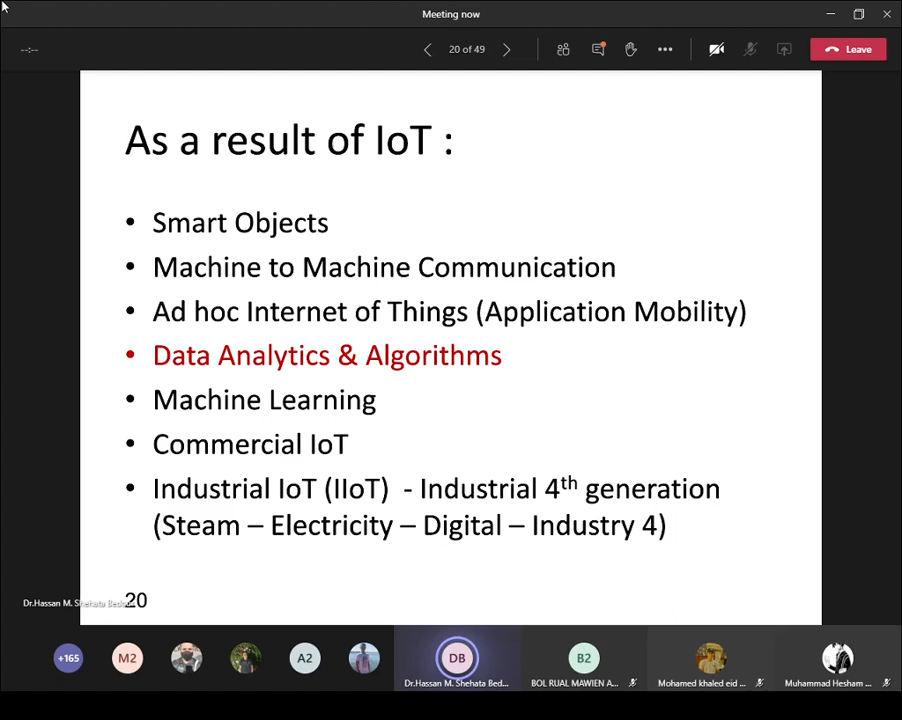 Meeting now
--:--
20 of 49
Leave
As a result of IoT :
• Smart Objects
• Machine to Machine Communication
• Ad hoc Internet of Things (Application Mobility)
• Data Analytics & Algorithms
• Machine Learning
• Commercial IoT
• Industrial IoT (IIoT) - Industrial 4th generation
(Steam – Electricity – Digital – Industry 4)
Dr.Hassan M. Shehata
20
+165
M2
A2
DB
B2
Dr.Hassan M. Shehata Bed...
BOL RUAL MAWIEN A...
Mohamed khaled eid ...
Muhammad Hesham ...